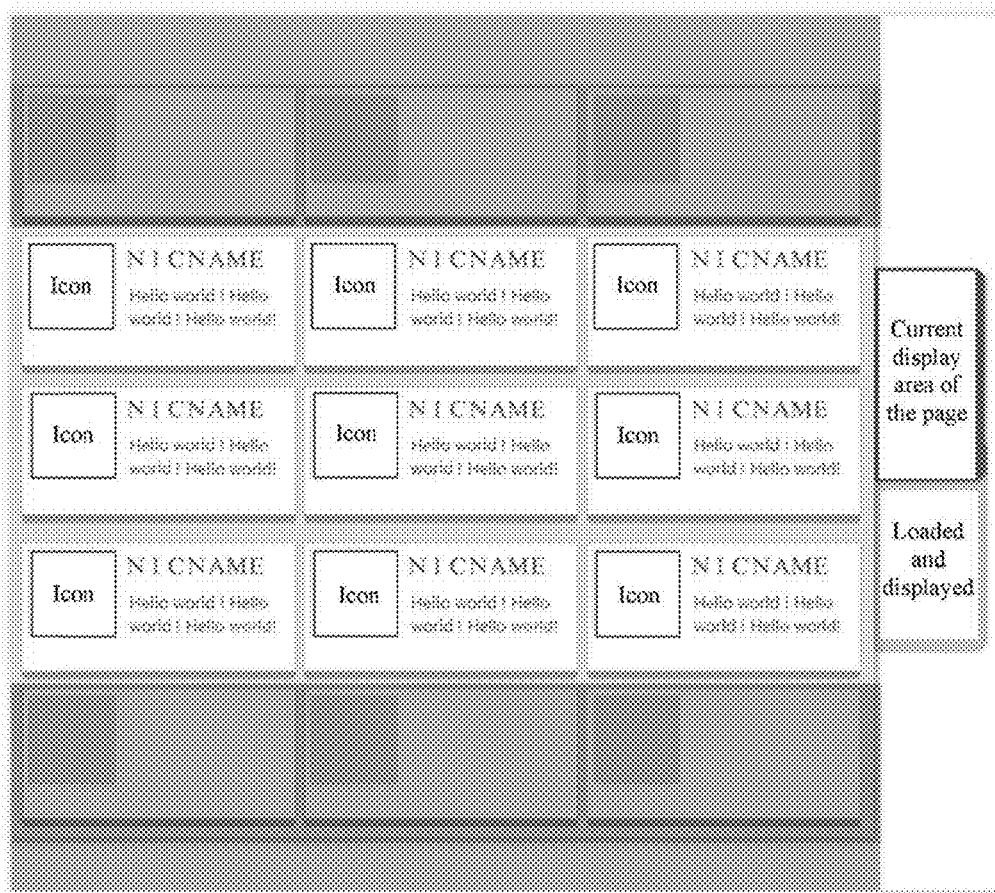 Icon
N I CNAME
Hello world ! Hello
world ! Hello world!
Icon
N I CNAME
Hello world ! Hello
world ! Hello world!
Icon
N I CNAME
Hello world ! Hello
world ! Hello world!
Current
display
area of
the page
Icon
N I CNAME
Hello world ! Hello
world ! Hello world!
Icon
N I CNAME
Hello world ! Hello
world ! Hello world!
Icon
N I CNAME
Hello world ! Hello
world ! Hello world!
Loaded
and
displayed
Icon
N I CNAME
Hello world ! Hello
world ! Hello world!
Icon
N I CNAME
Hello world ! Hello
world ! Hello world!
Icon
N I CNAME
Hello world ! Hello
world ! Hello world!